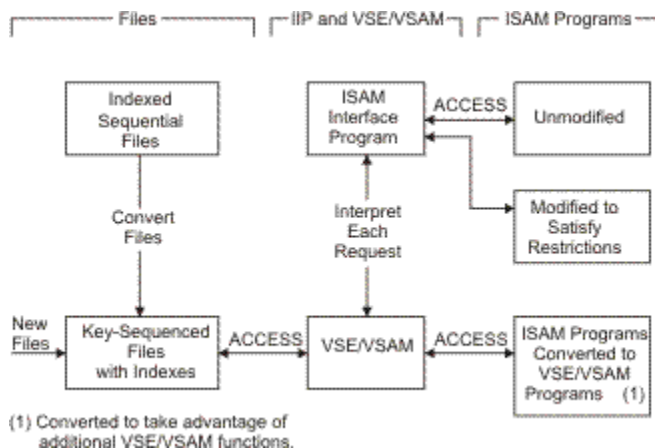 Files
IIP and VSE/VSAM
ISAM Programs
Indexed
Sequential
Files
ISAM
Interface
Program
ACCESS
Unmodified
Convert
Files
Interpret
Each
Request
Modified to
Satisfy
Restrictions
New
Files
Key-Sequenced
Files
with Indexes
ACCESS
VSE/VSAM
ACCESS
ISAM Programs
Converted to
VSE/VSAM
Programs (1)
(1) Converted to take advantage of
additional VSE/VSAM functions.